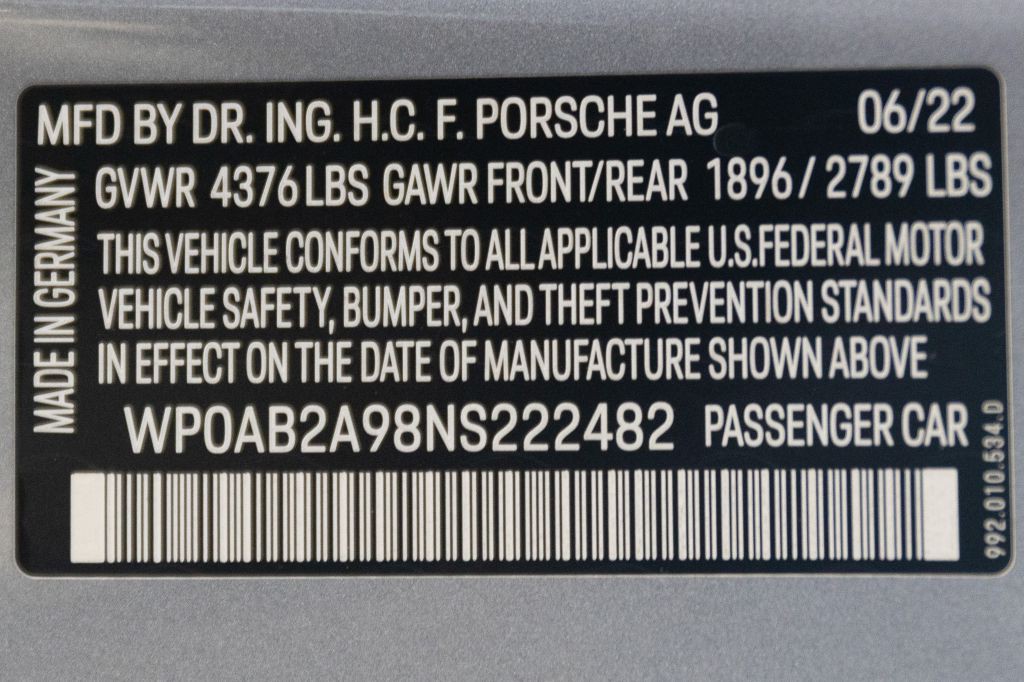 MFD BY DR. ING. H.C. F. PORSCHE AG 06/22
GVWR 4376 LBS GAWR FRONT/REAR 1896 / 2789 LBS
THIS VEHICLE CONFORMS TO ALL APPLICABLE U.S.FEDERAL MOTOR
VEHICLE SAFETY, BUMPER, AND THEFT PREVENTION STANDARDS
IN EFFECT ON THE DATE OF MANUFACTURE SHOWN ABOVE
WP0AB2A98NS222482 PASSENGER CAR
MADE IN GERMANY
992.010.534.D